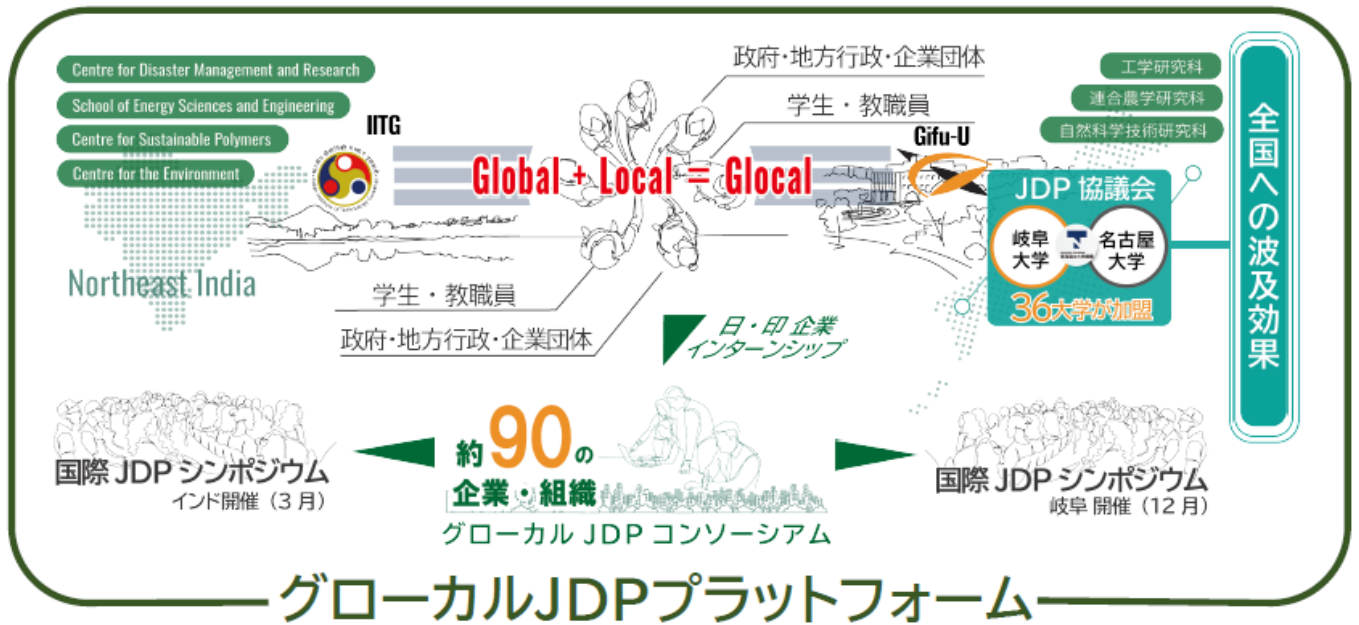 Centre for Disaster Management and Research
School of Energy Sciences and Engineering
Centre for Sustainable Polymers
Centre for the Environment
IITG
Northeast India
政府・地方行政・企業団体
学生・教職員
Global + Local = Glocal
学生・教職員
政府・地方行政・企業団体
Gifu-U
工学研究科
連合農学研究科
自然科学技術研究科
JDP 協議会
岐阜
大学
名古屋
大学
36大学が加盟
全国への波及効果
日・印 企業
インターンシップ
国際 JDP シンポジウム
インド開催（3 月）
約90の
企業・組織
グローカル JDP コンソーシアム
国際 JDP シンポジウム
岐阜 開催（12 月）
グローカルJDPプラットフォーム